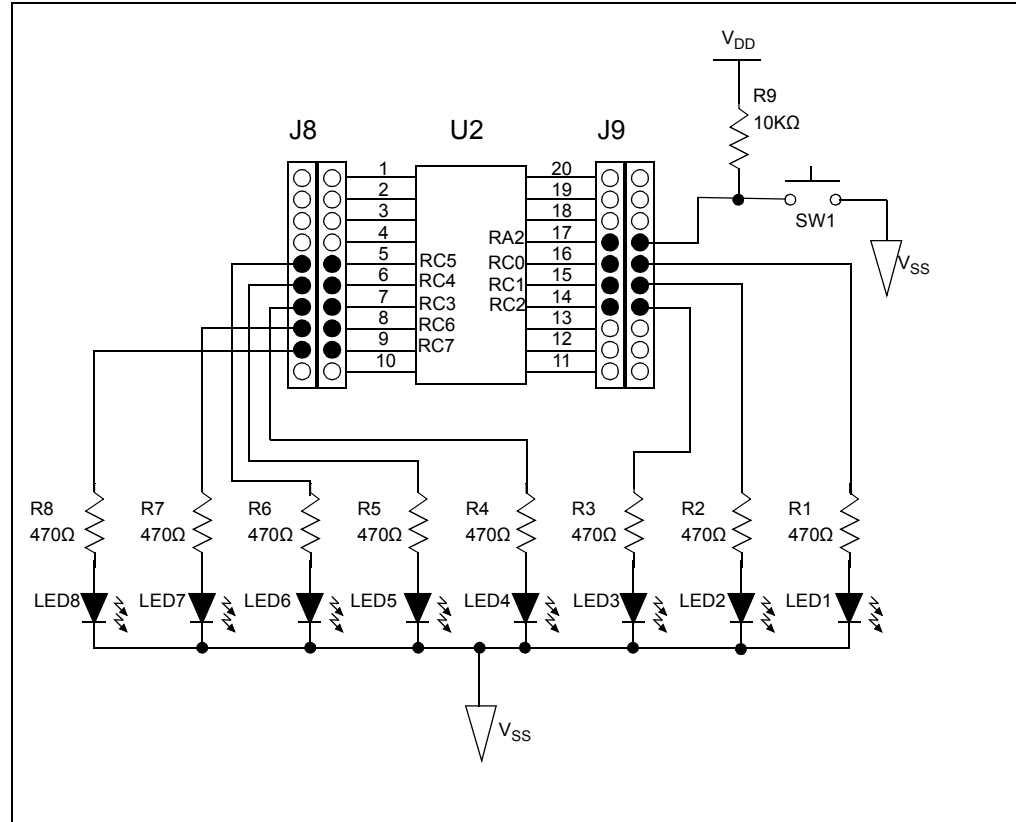 V_DD
R9
10KΩ
J8 U2 J9
SW1
V_SS
1 20
2 19
3 18
4 RA2 17
5 RC5 RC0 16
6 RC4 RC1 15
7 RC3 RC2 14
8 RC6 13
9 RC7 12
10 11
R8 R7 R6 R5 R4 R3 R2 R1
470Ω 470Ω 470Ω 470Ω 470Ω 470Ω 470Ω 470Ω
LED8 LED7 LED6 LED5 LED4 LED3 LED2 LED1
V_SS